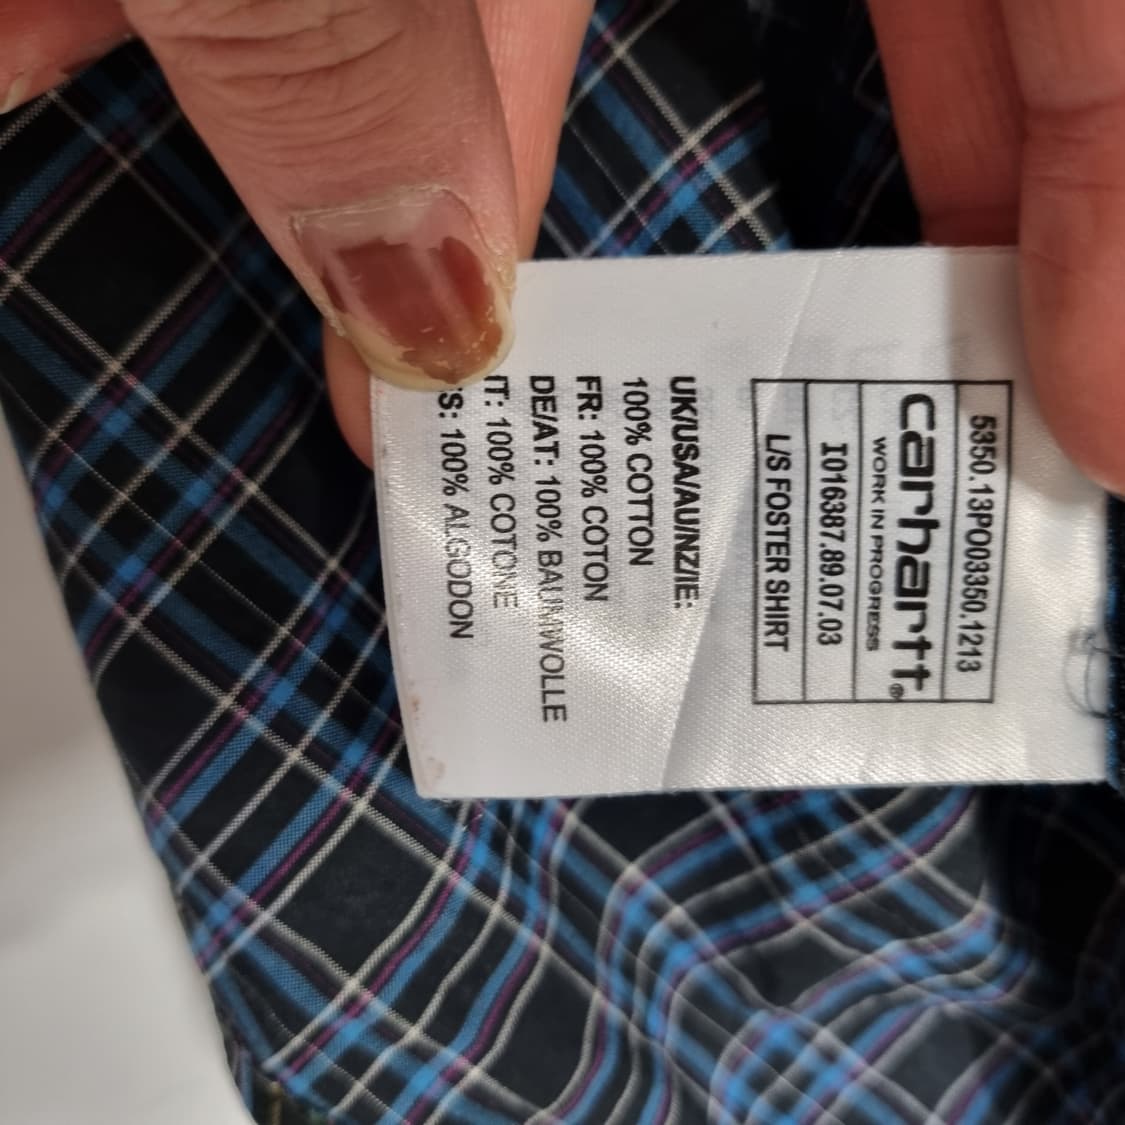 5350.13PO03350.1213
carhartt®
WORK IN PROGRESS
I016387.89.07.03
L/S FOSTER SHIRT
UK/USA/AU/NZ/IE:
100% COTTON
FR: 100% COTON
DE/AT: 100% BAUMWOLLE
IT: 100% COTONE
S: 100% ALGODON